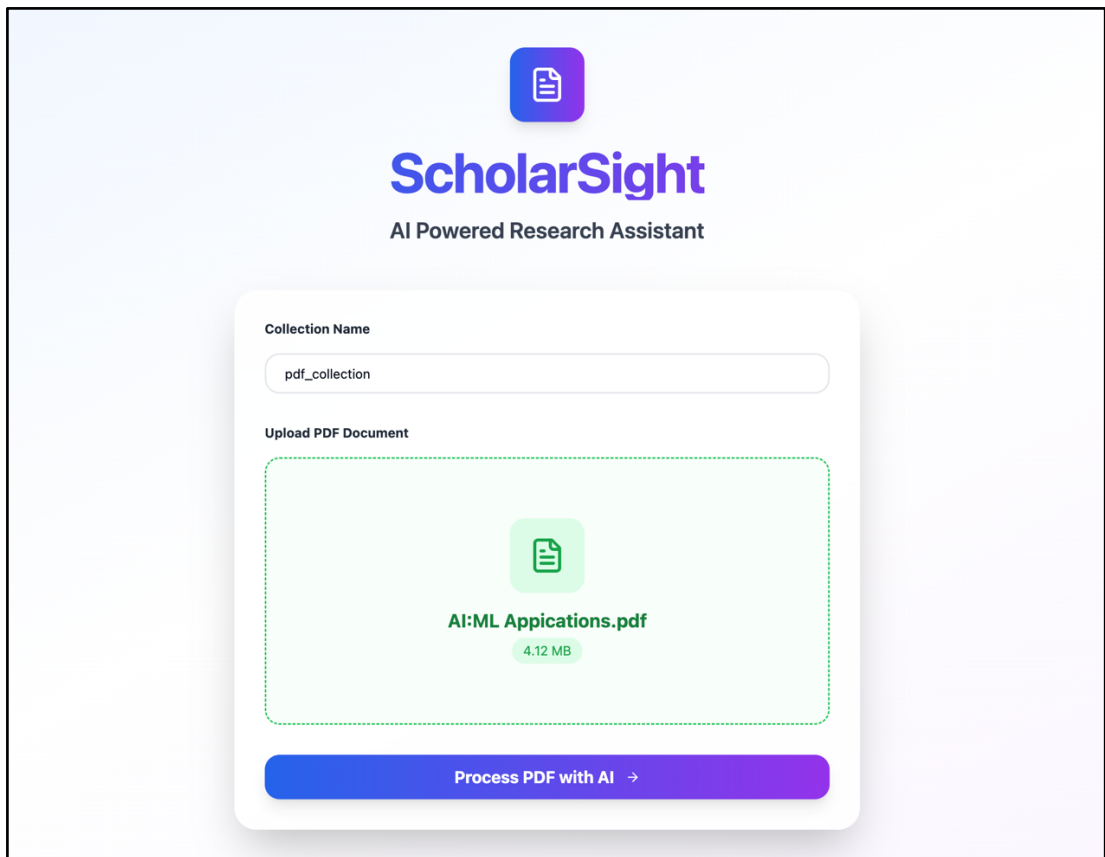 ScholarSight
AI Powered Research Assistant
Collection Name
pdf_collection
Upload PDF Document
AI:ML Appications.pdf
4.12 MB
Process PDF with AI →